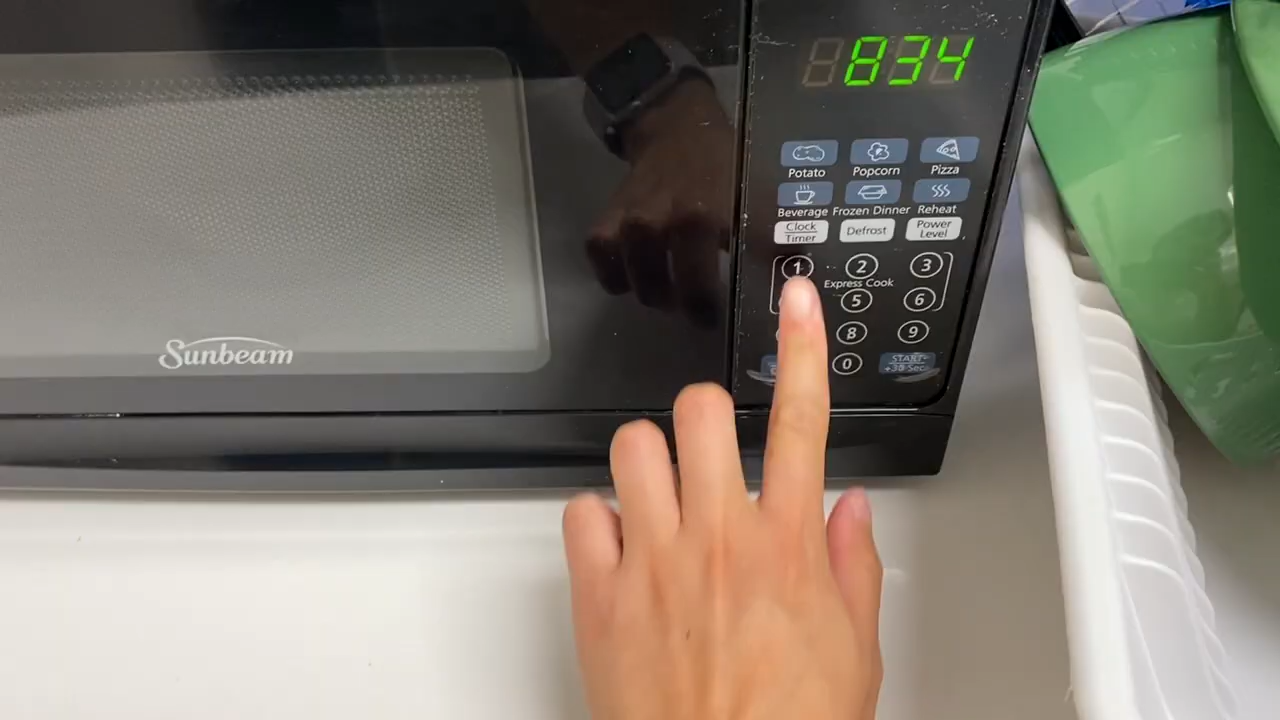 834
Potato Popcorn Pizza
Beverage Frozen Dinner Reheat
Clock
Timer
Defrost
Power
Level
1 2 3
Express Cook
5 6
8 9
0 START
+30 Sec.
Sunbeam